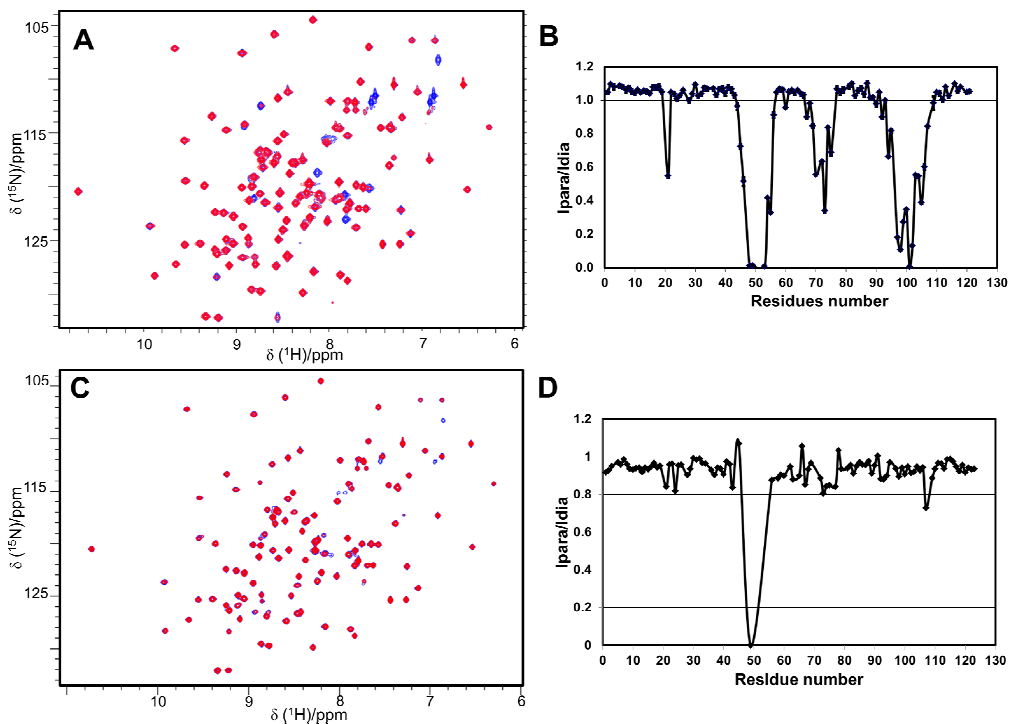 A
105
115
125
δ (15N)/ppm
10
9
8
7
6
δ (1H)/ppm
B
1.2
1.0
0.8
0.6
0.4
0.2
0.0
Ipara/Idia
0 10 20 30 40 50 60 70 80 90 100 110 120 130
Residues number
C
105
115
125
δ (15N)/ppm
10
9
8
7
6
δ (1H)/ppm
D
1.2
1
0.8
0.6
0.4
0.2
0
Ipara/Idia
0 10 20 30 40 50 60 70 80 90 100 110 120 130
Residue number